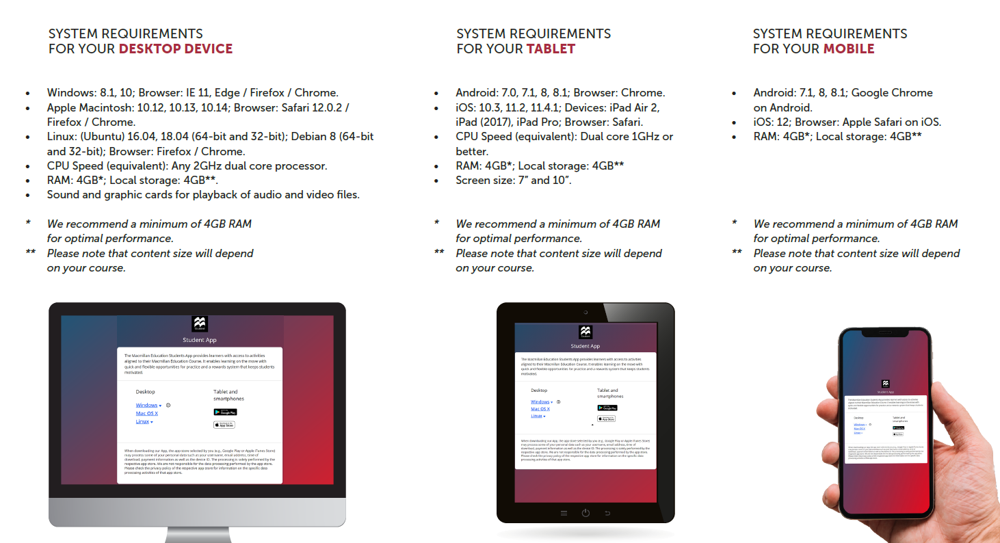 SYSTEM REQUIREMENTS
FOR YOUR DESKTOP DEVICE
• Windows: 8.1, 10; Browser: IE 11, Edge / Firefox / Chrome.
• Apple Macintosh: 10.12, 10.13, 10.14; Browser: Safari 12.0.2 /
Firefox / Chrome.
• Linux: (Ubuntu) 16.04, 18.04 (64-bit and 32-bit); Debian 8 (64-bit
and 32-bit); Browser: Firefox / Chrome.
• CPU Speed (equivalent): Any 2GHz dual core processor.
• RAM: 4GB*; Local storage: 4GB**.
• Sound and graphic cards for playback of audio and video files.
* We recommend a minimum of 4GB RAM
for optimal performance.
** Please note that content size will depend
on your course.
Student
Student App
The Macmillan Education Students App provides learners with access to activities
aligned to their Macmillan Education Course. It enables learning on the move with
quick and flexible opportunities for practice and a rewards system that keeps students
motivated.
Desktop
Windows
Mac OS X
Linux
Tablet and
smartphones
Google Play
App Store
When downloading our App, the app store selected by you (e.g., Google Play or Apple iTunes Store)
may process some of your personal data such as your username, email address, time of
download, payment information as well as the device ID. The processing is solely performed by the
respective app store. We are not responsible for the data processing performed by the app store.
Please check the privacy policy of the respective app store for information on the specific data
processing activities of that app store.
SYSTEM REQUIREMENTS
FOR YOUR TABLET
• Android: 7.0, 7.1, 8, 8.1; Browser: Chrome.
• iOS: 10.3, 11.2, 11.4.1; Devices: iPad Air 2,
iPad (2017), iPad Pro; Browser: Safari.
• CPU Speed (equivalent): Dual core 1GHz or
better.
• RAM: 4GB*; Local storage: 4GB**
• Screen size: 7” and 10”.
* We recommend a minimum of 4GB RAM
for optimal performance.
** Please note that content size will depend
on your course.
Student
Student App
The Macmillan Education Students App provides learners with access to activities
aligned to their Macmillan Education Course. It enables learning on the move with
quick and flexible opportunities for practice and a rewards system that keeps students
motivated.
Desktop
Windows
Mac OS X
Linux
Tablet and
smartphones
Google Play
App Store
When downloading our App, the app store selected by you (e.g., Google Play or Apple iTunes Store)
may process some of your personal data such as your username, email address, time of
download, payment information as well as the device ID. The processing is solely performed by the
respective app store. We are not responsible for the data processing performed by the app store.
Please check the privacy policy of the respective app store for information on the specific data
processing activities of that app store.
SYSTEM REQUIREMENTS
FOR YOUR MOBILE
• Android: 7.1, 8, 8.1; Google Chrome
on Android.
• iOS: 12; Browser: Apple Safari on iOS.
• RAM: 4GB*; Local storage: 4GB**
* We recommend a minimum of 4GB RAM
for optimal performance.
** Please note that content size will depend
on your course.
Student App
Desktop
Windows
Mac OS X
Linux
Tablet and
smartphones